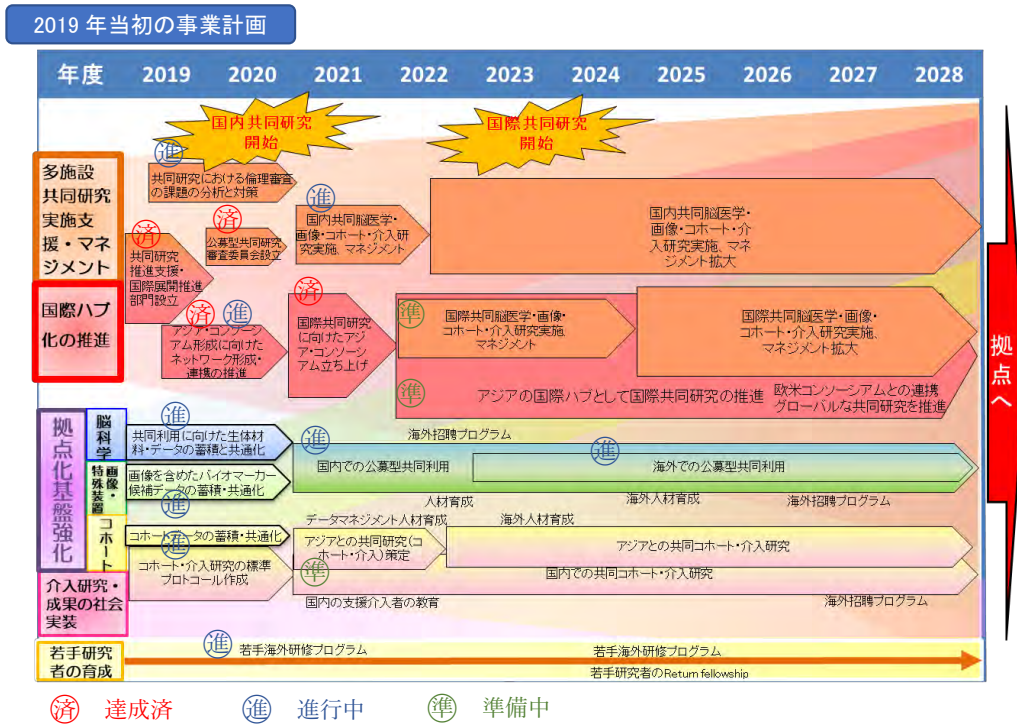 2019 年当初の事業計画
年度 2019 2020 2021 2022 2023 2024 2025 2026 2027 2028
国内共同研究
開始
国際共同研究
開始
多施設
共同研究
実施支
援・マネ
ジメント
進
共同研究における倫理審査
の課題の分析と対策
済
共同研究
推進支援・
国際展開推進
部門設立
済
公募型共同研究
審査委員会設立
進
国内共同脳医学・
画像・コホート・介入研
究実施、マネジメント
国内共同脳医学・
画像・コホート・介
入研究実施、マネ
ジメント拡大
国際ハブ
化の推進
済
進
アジア・コンソーシ
アム形成に向けた
ネットワーク形成・
連携の推進
済
国際共同研究
に向けたアジ
ア・コンソーシ
アム立ち上げ
準
国際共同脳医学・画像・
コホート・介入研究実施
マネジメント
国際共同脳医学・画像・
コホート・介入研究実施、
マネジメント拡大
準
アジアの国際ハブとして国際共同研究の推進
欧米コンソーシアムとの連携
グローバルな共同研究を推進
拠点へ
拠点化基盤強化
脳科学
進
共同利用に向けた生体材
料・データの蓄積と共通化
進
国内での公募型共同利用
海外招聘プログラム
進
海外での公募型共同利用
画像・
特殊装置
画像を含めたバイオマーカー
候補データの蓄積・共通化
進
人材育成
海外人材育成
海外招聘プログラム
コホート
コホートデータの蓄積・共通化
進
データマネジメント人材育成
海外人材育成
アジアとの共同研究(コ
ホート・介入)策定
アジアとの共同コホート・介入研究
介入研究・
成果の社会
実装
コホート・介入研究の標準
プロトコール作成
準
国内での共同コホート・介入研究
国内の支援介入者の教育
海外招聘プログラム
若手研究
者の育成
進
若手海外研修プログラム
若手海外研修プログラム
若手研究者のReturn fellowship
済 達成済
進 進行中
準 準備中